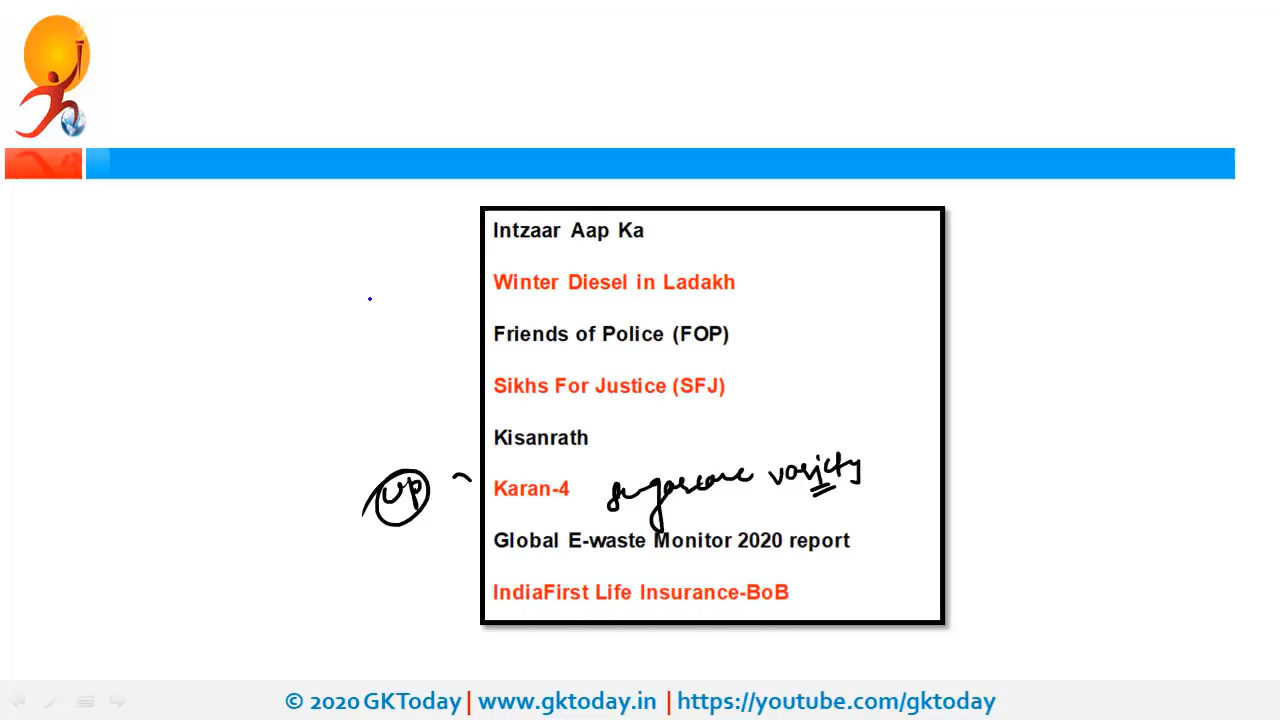 Intzaar Aap Ka
Winter Diesel in Ladakh
Friends of Police (FOP)
Sikhs For Justice (SFJ)
Kisanrath
UP Karan-4 sugarcane variety
Global E-waste Monitor 2020 report
IndiaFirst Life Insurance-BoB
© 2020 GKToday | www.gktoday.in | https://youtube.com/gktoday